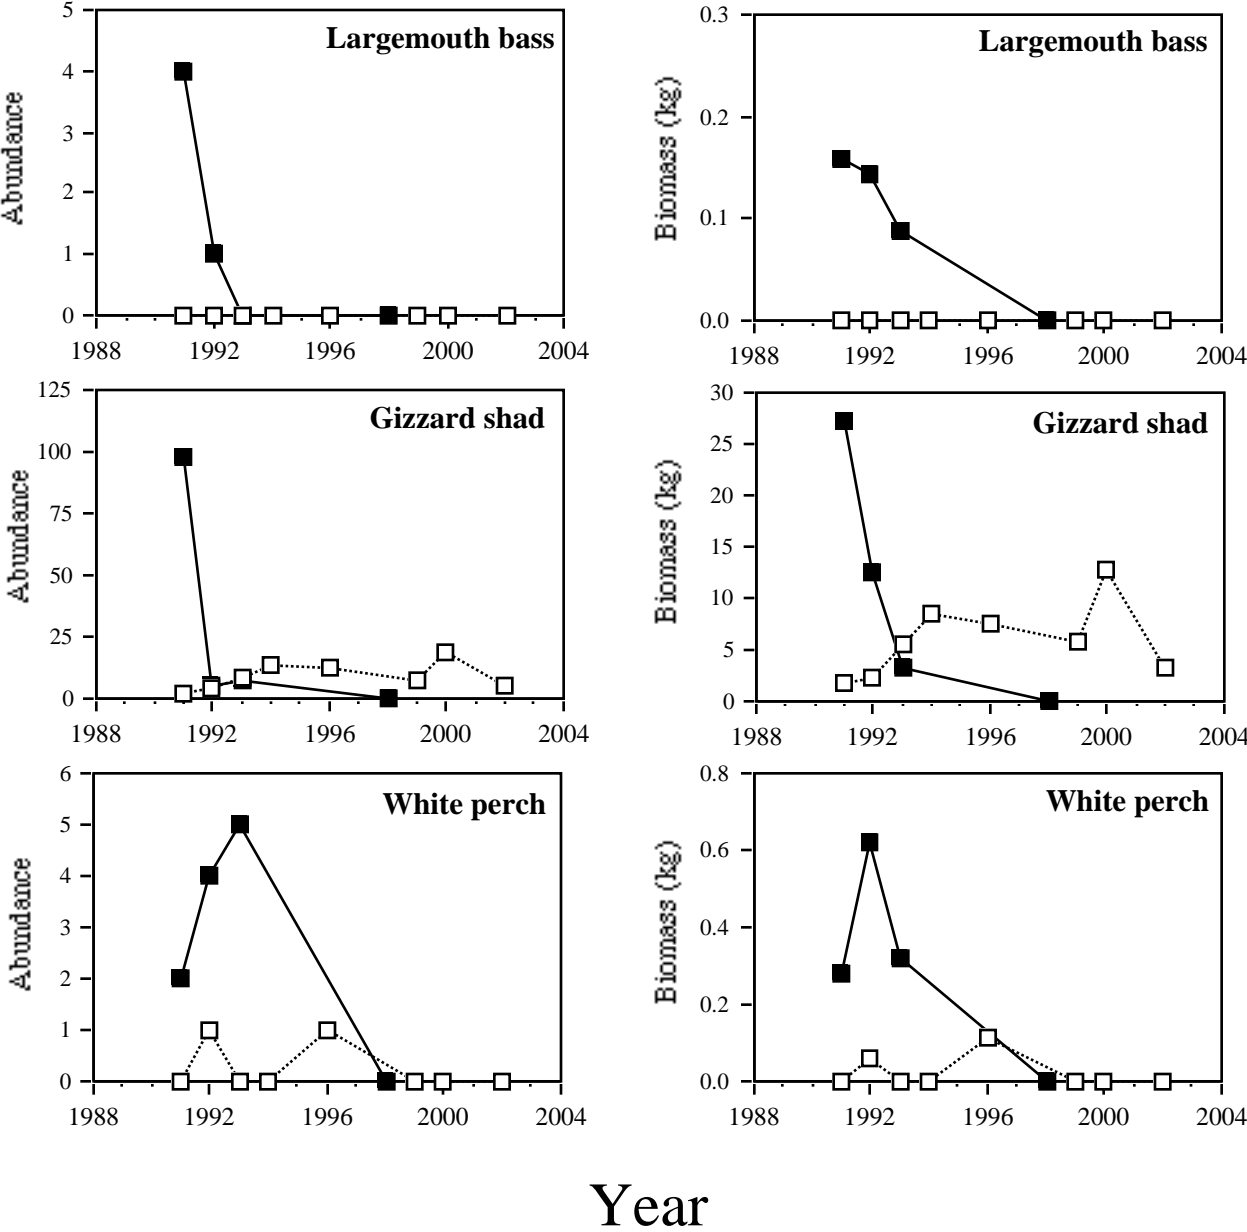 Largemouth bass
Abundance
5
4
3
2
1
0
1988 1992 1996 2000 2004
Largemouth bass
Biomass (kg)
0.3
0.2
0.1
0.0
1988 1992 1996 2000 2004
Gizzard shad
Abundance
125
100
75
50
25
0
1988 1992 1996 2000 2004
Gizzard shad
Biomass (kg)
30
25
20
15
10
5
0
1988 1992 1996 2000 2004
White perch
Abundance
6
5
4
3
2
1
0
1988 1992 1996 2000 2004
White perch
Biomass (kg)
0.8
0.6
0.4
0.2
0.0
1988 1992 1996 2000 2004
Year